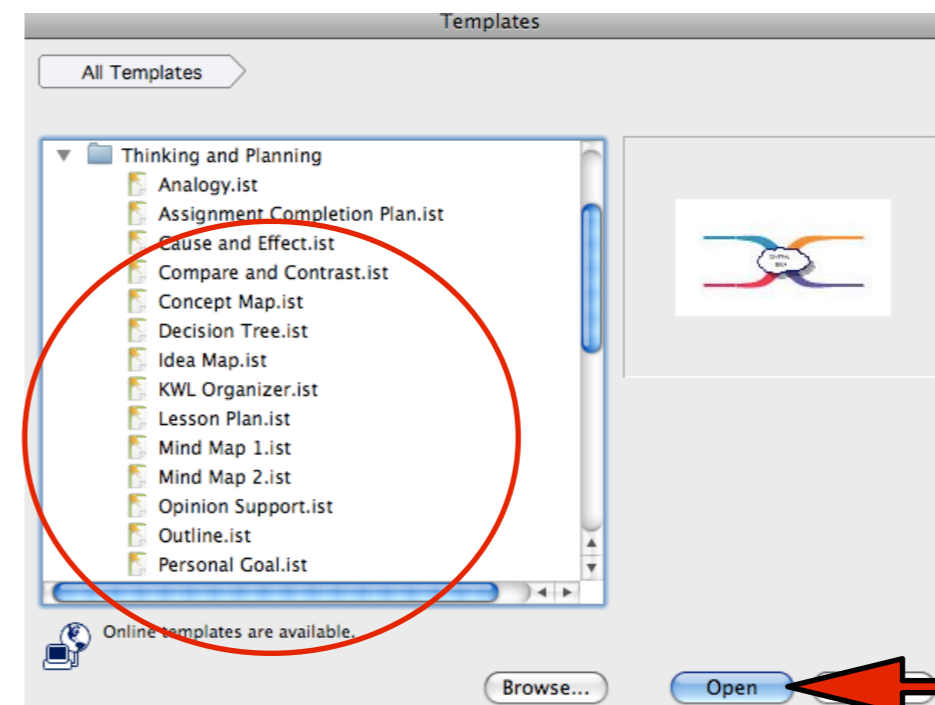 Templates
All Templates
Thinking and Planning
Analogy.ist
Assignment Completion Plan.ist
Cause and Effect.ist
Compare and Contrast.ist
Concept Map.ist
Decision Tree.ist
Idea Map.ist
KWL Organizer.ist
Lesson Plan.ist
Mind Map 1.ist
Mind Map 2.ist
Opinion Support.ist
Outline.ist
Personal Goal.ist
CENTRAL
IDEA
Online templates are available.
Browse... Open